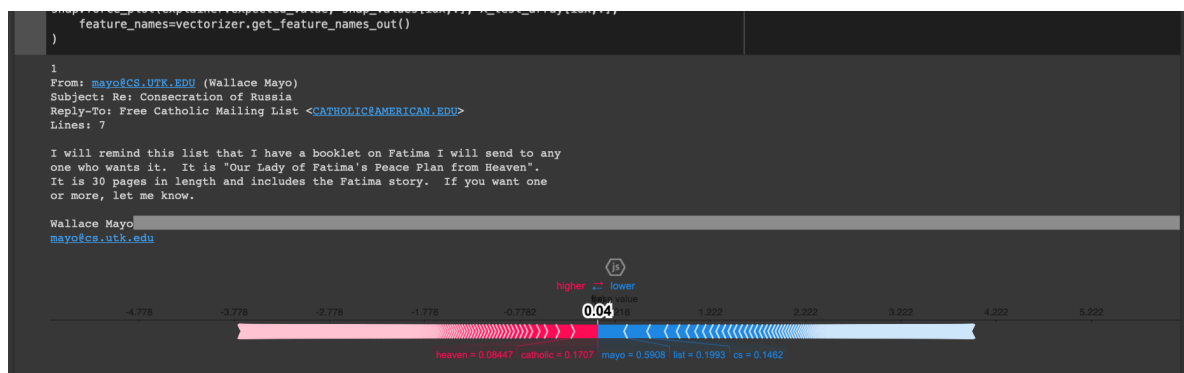 feature_names=vectorizer.get_feature_names_out()
)
1
From: mayo@CS.UTK.EDU (Wallace Mayo)
Subject: Re: Consecration of Russia
Reply-To: Free Catholic Mailing List <CATHOLIC@AMERICAN.EDU>
Lines: 7
I will remind this list that I have a booklet on Fatima I will send to any
one who wants it.  It is "Our Lady of Fatima's Peace Plan from Heaven".
It is 30 pages in length and includes the Fatima story.  If you want one
or more, let me know.
Wallace Mayo
mayo@cs.utk.edu
js
higher ⇄ lower
base value
-4.778 -3.778 -2.778 -1.778 -0.7782 0.04 1.222 2.222 3.222 4.222 5.222
heaven = 0.08447 catholic = 0.1707 mayo = 0.5908 list = 0.1993 cs = 0.1462